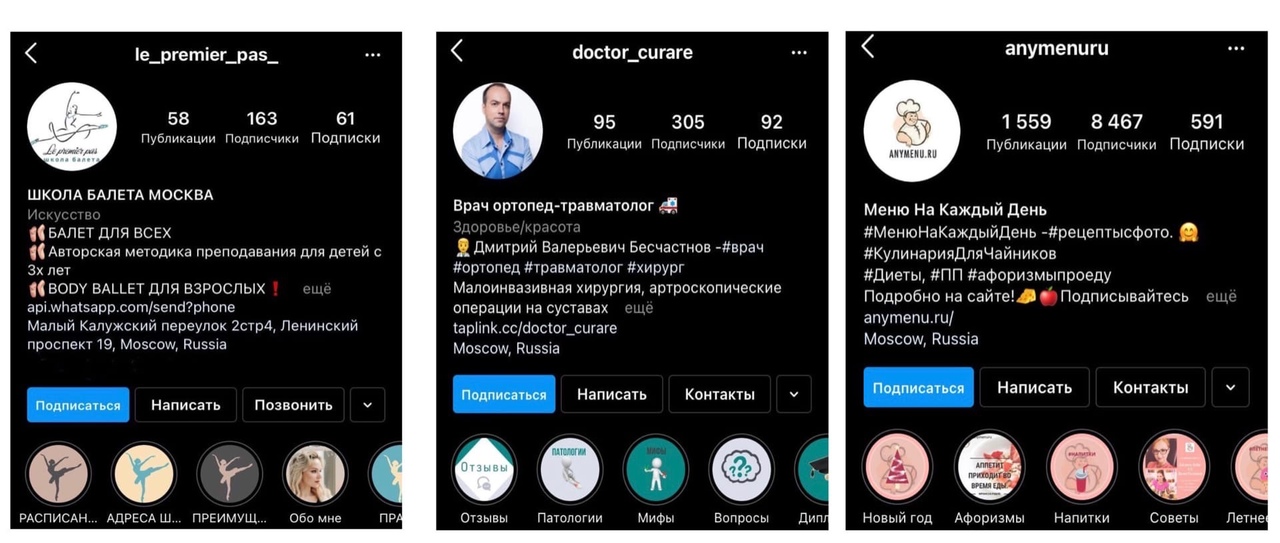 le_premier_pas_
Le premier pas
школа балета
58
163
61
Публикации
Подписчики
Подписки
ШКОЛА БАЛЕТА МОСКВА
Искусство
БАЛЕТ ДЛЯ ВСЕХ
Авторская методика преподавания для детей с
3х лет
BODY BALLET ДЛЯ ВЗРОСЛЫХ❗ ещё
api.whatsapp.com/send?phone
Малый Калужский переулок 2стр4, Ленинский
проспект 19, Moscow, Russia
Подписаться
Написать
Позвонить
РАСПИСАН...
АДРЕСА Ш...
ПРЕИМУЩ...
Обо мне
ПРА
doctor_curare
95
305
92
Публикации
Подписчики
Подписки
Врач ортопед-травматолог 🚑
Здоровье/красота
👨‍⚕️Дмитрий Валерьевич Бесчастнов -#врач
#ортопед #травматолог #хирург
Малоинвазивная хирургия, артроскопические
операции на суставах ещё
taplink.cc/doctor_curare
Moscow, Russia
Подписаться
Написать
Контакты
Отзывы
ПАТОЛОГИИ
МИФЫ
???
Отзывы
Патологии
Мифы
Вопросы
Дипл
anymenuru
ANYMENU.RU
1 559
8 467
591
Публикации
Подписчики
Подписки
Меню На Каждый День
#МенюНаКаждыйДень -#рецептысфото. 🤗
#КулинарияДляЧайников
#Диеты, #ПП #афоризмыпроеду
Подробно на сайте!🧀🍎Подписывайтесь ещё
anymenu.ru/
Moscow, Russia
Подписаться
Написать
Контакты
АППЕТИТ
ПРИХОДИТ ВО
ВРЕМЯ ЕДЫ
#НАПИТКИ
Новый год
Афоризмы
Напитки
Советы
Летнее